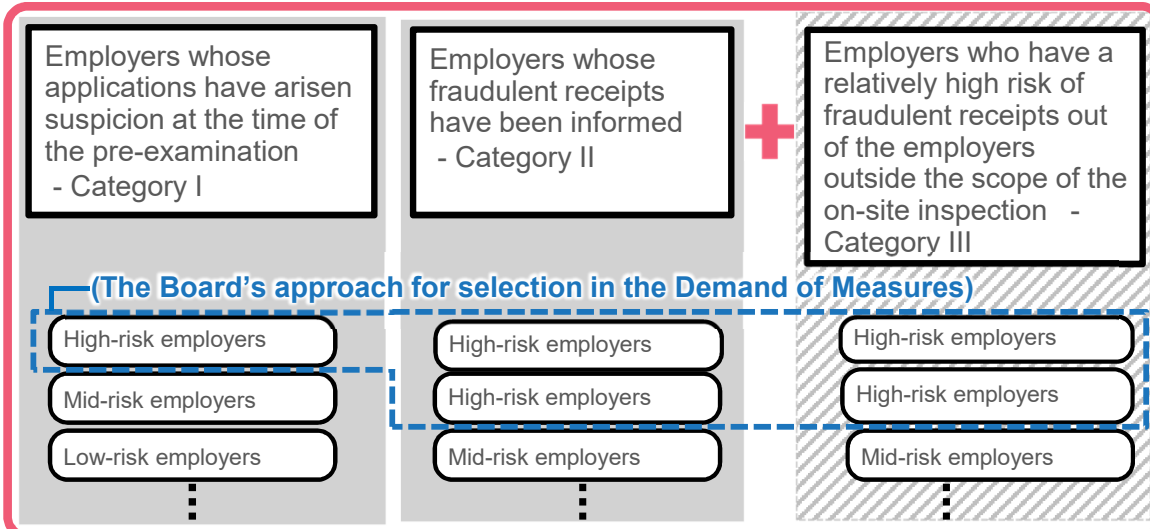 Employers whose
applications have arisen
suspicion at the time of
the pre-examination
- Category I
Employers whose
fraudulent receipts
have been informed
- Category II
Employers who have a
relatively high risk of
fraudulent receipts out
of the employers
outside the scope of the
on-site inspection -
Category III
(The Board's approach for selection in the Demand of Measures)
High-risk employers
Mid-risk employers
Low-risk employers
High-risk employers
High-risk employers
Mid-risk employers
High-risk employers
High-risk employers
Mid-risk employers